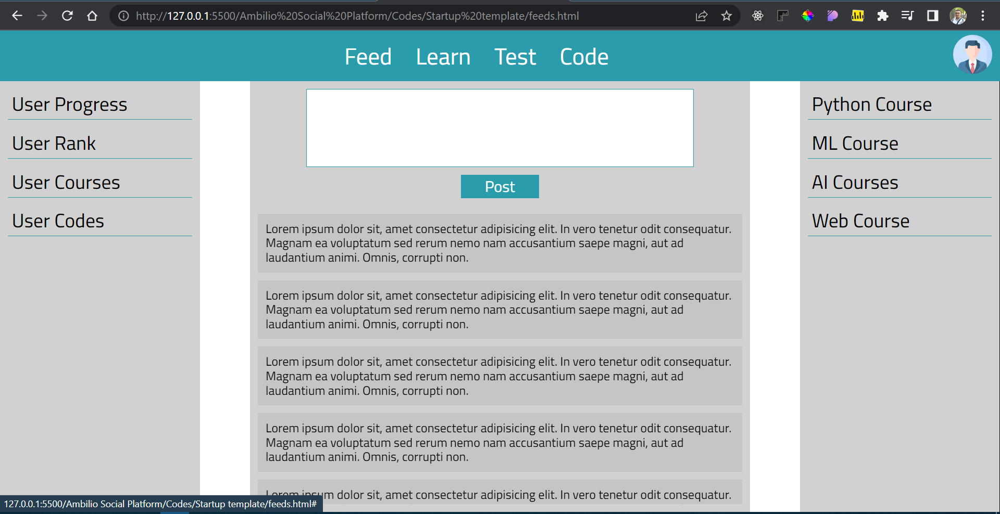 http://127.0.0.1:5500/Ambilio%20Social%20Platform/Codes/Startup%20template/feeds.html
Feed Learn Test Code
User Progress
User Rank
User Courses
User Codes
Post
Lorem ipsum dolor sit, amet consectetur adipisicing elit. In vero tenetur odit consequatur.
Magnam ea voluptatum sed rerum nemo nam accusantium saepe magni, aut ad
laudantium animi. Omnis, corrupti non.
Lorem ipsum dolor sit, amet consectetur adipisicing elit. In vero tenetur odit consequatur.
Magnam ea voluptatum sed rerum nemo nam accusantium saepe magni, aut ad
laudantium animi. Omnis, corrupti non.
Lorem ipsum dolor sit, amet consectetur adipisicing elit. In vero tenetur odit consequatur.
Magnam ea voluptatum sed rerum nemo nam accusantium saepe magni, aut ad
laudantium animi. Omnis, corrupti non.
Lorem ipsum dolor sit, amet consectetur adipisicing elit. In vero tenetur odit consequatur.
Magnam ea voluptatum sed rerum nemo nam accusantium saepe magni, aut ad
laudantium animi. Omnis, corrupti non.
Lorem ipsum dolor sit, amet consectetur adipisicing elit. In vero tenetur odit consequatur.
Python Course
ML Course
AI Courses
Web Course
127.0.0.1:5500/Ambilio Social Platform/Codes/Startup template/feeds.html#